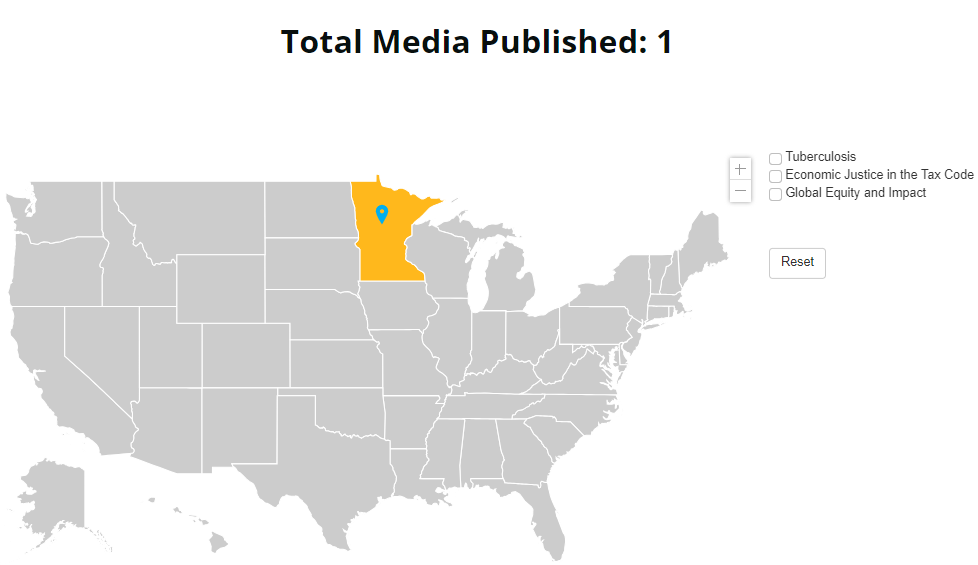 Total Media Published: 1
Tuberculosis
Economic Justice in the Tax Code
Global Equity and Impact
Reset